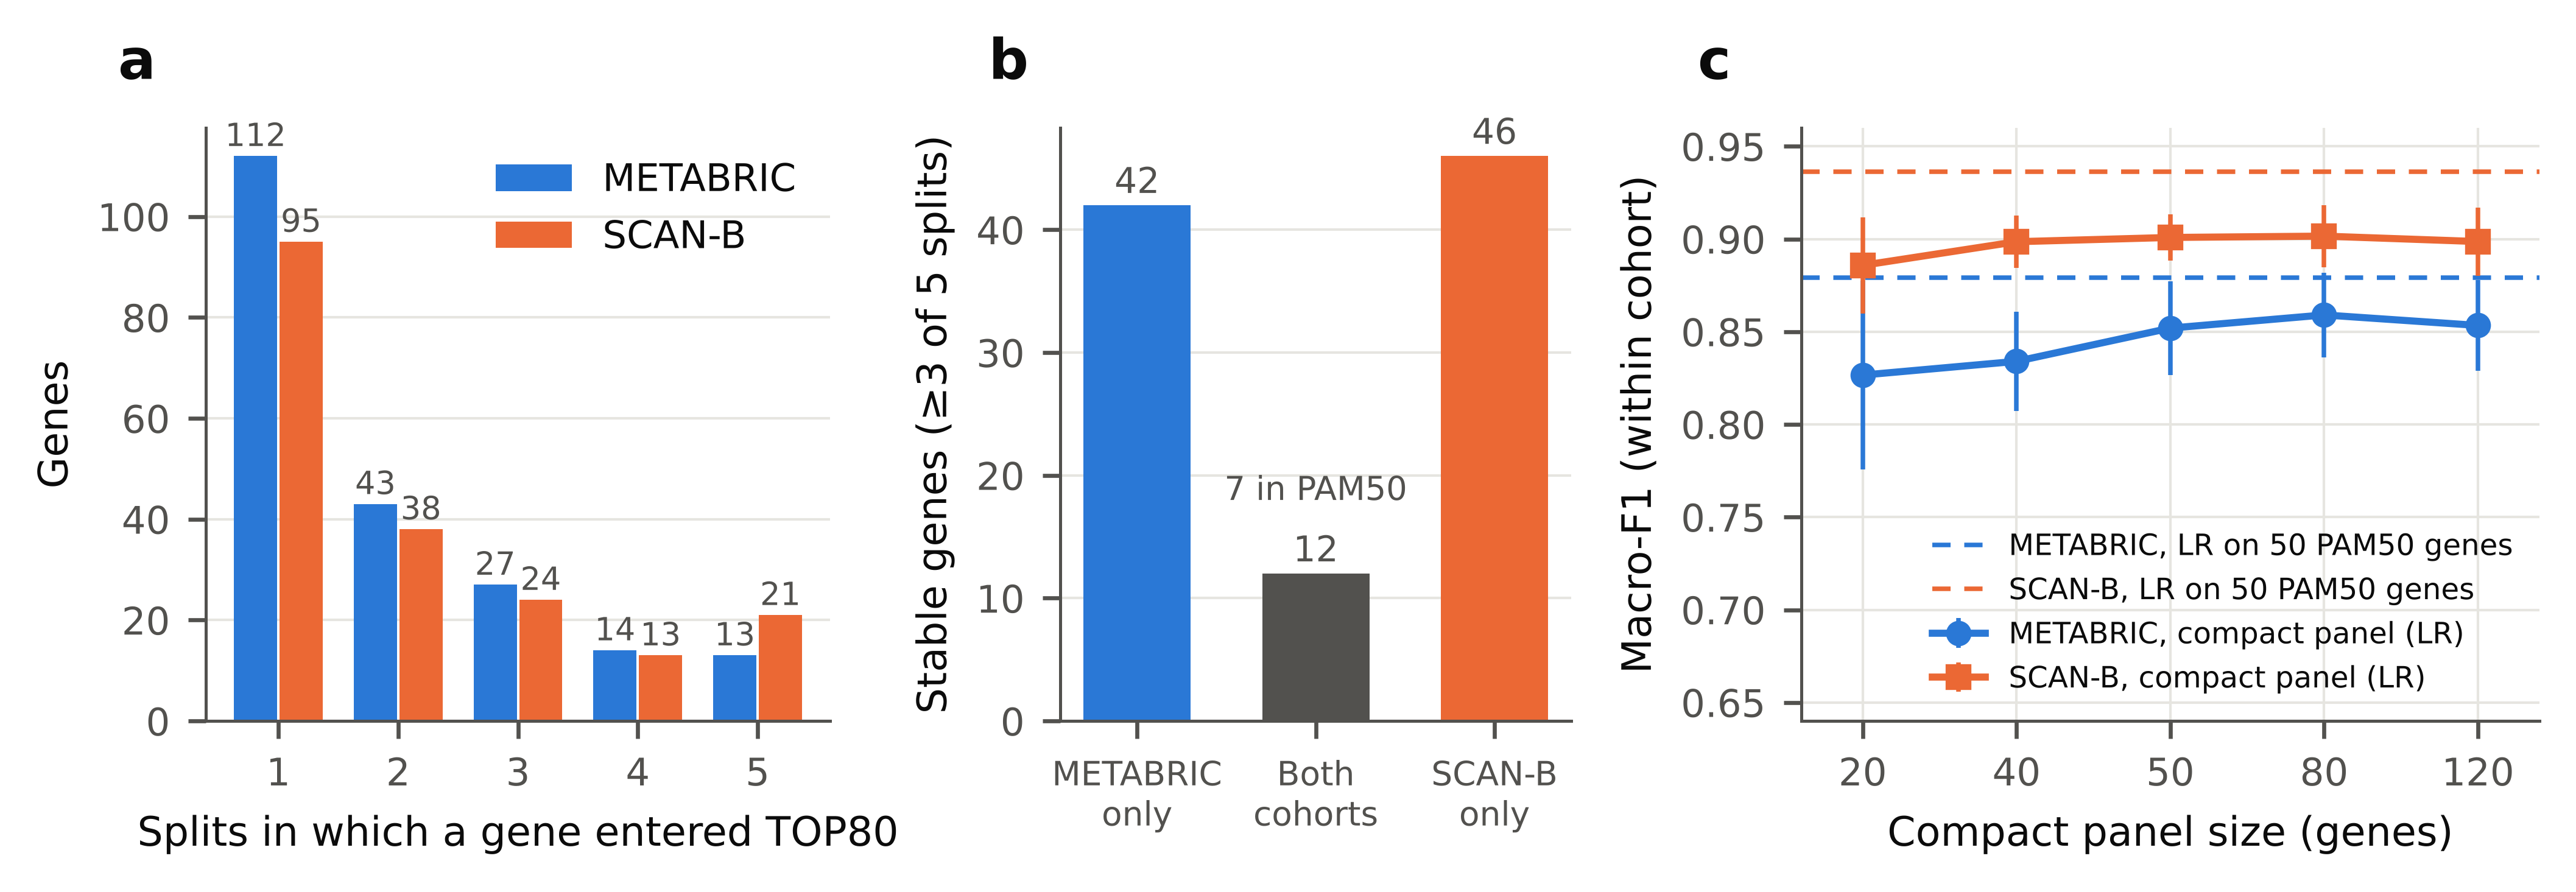 a
112
95
43
38
27
24
14
13
13
21
METABRIC
SCAN-B
100
80
60
40
20
0
Genes
1
2
3
4
5
Splits in which a gene entered TOP80
b
42
7 in PAM50
12
46
40
30
20
10
0
Stable genes (≥3 of 5 splits)
METABRIC
only
Both
cohorts
SCAN-B
only
c
0.95
0.90
0.85
0.80
0.75
0.70
0.65
Macro-F1 (within cohort)
METABRIC, LR on 50 PAM50 genes
SCAN-B, LR on 50 PAM50 genes
METABRIC, compact panel (LR)
SCAN-B, compact panel (LR)
20
40
50
80
120
Compact panel size (genes)